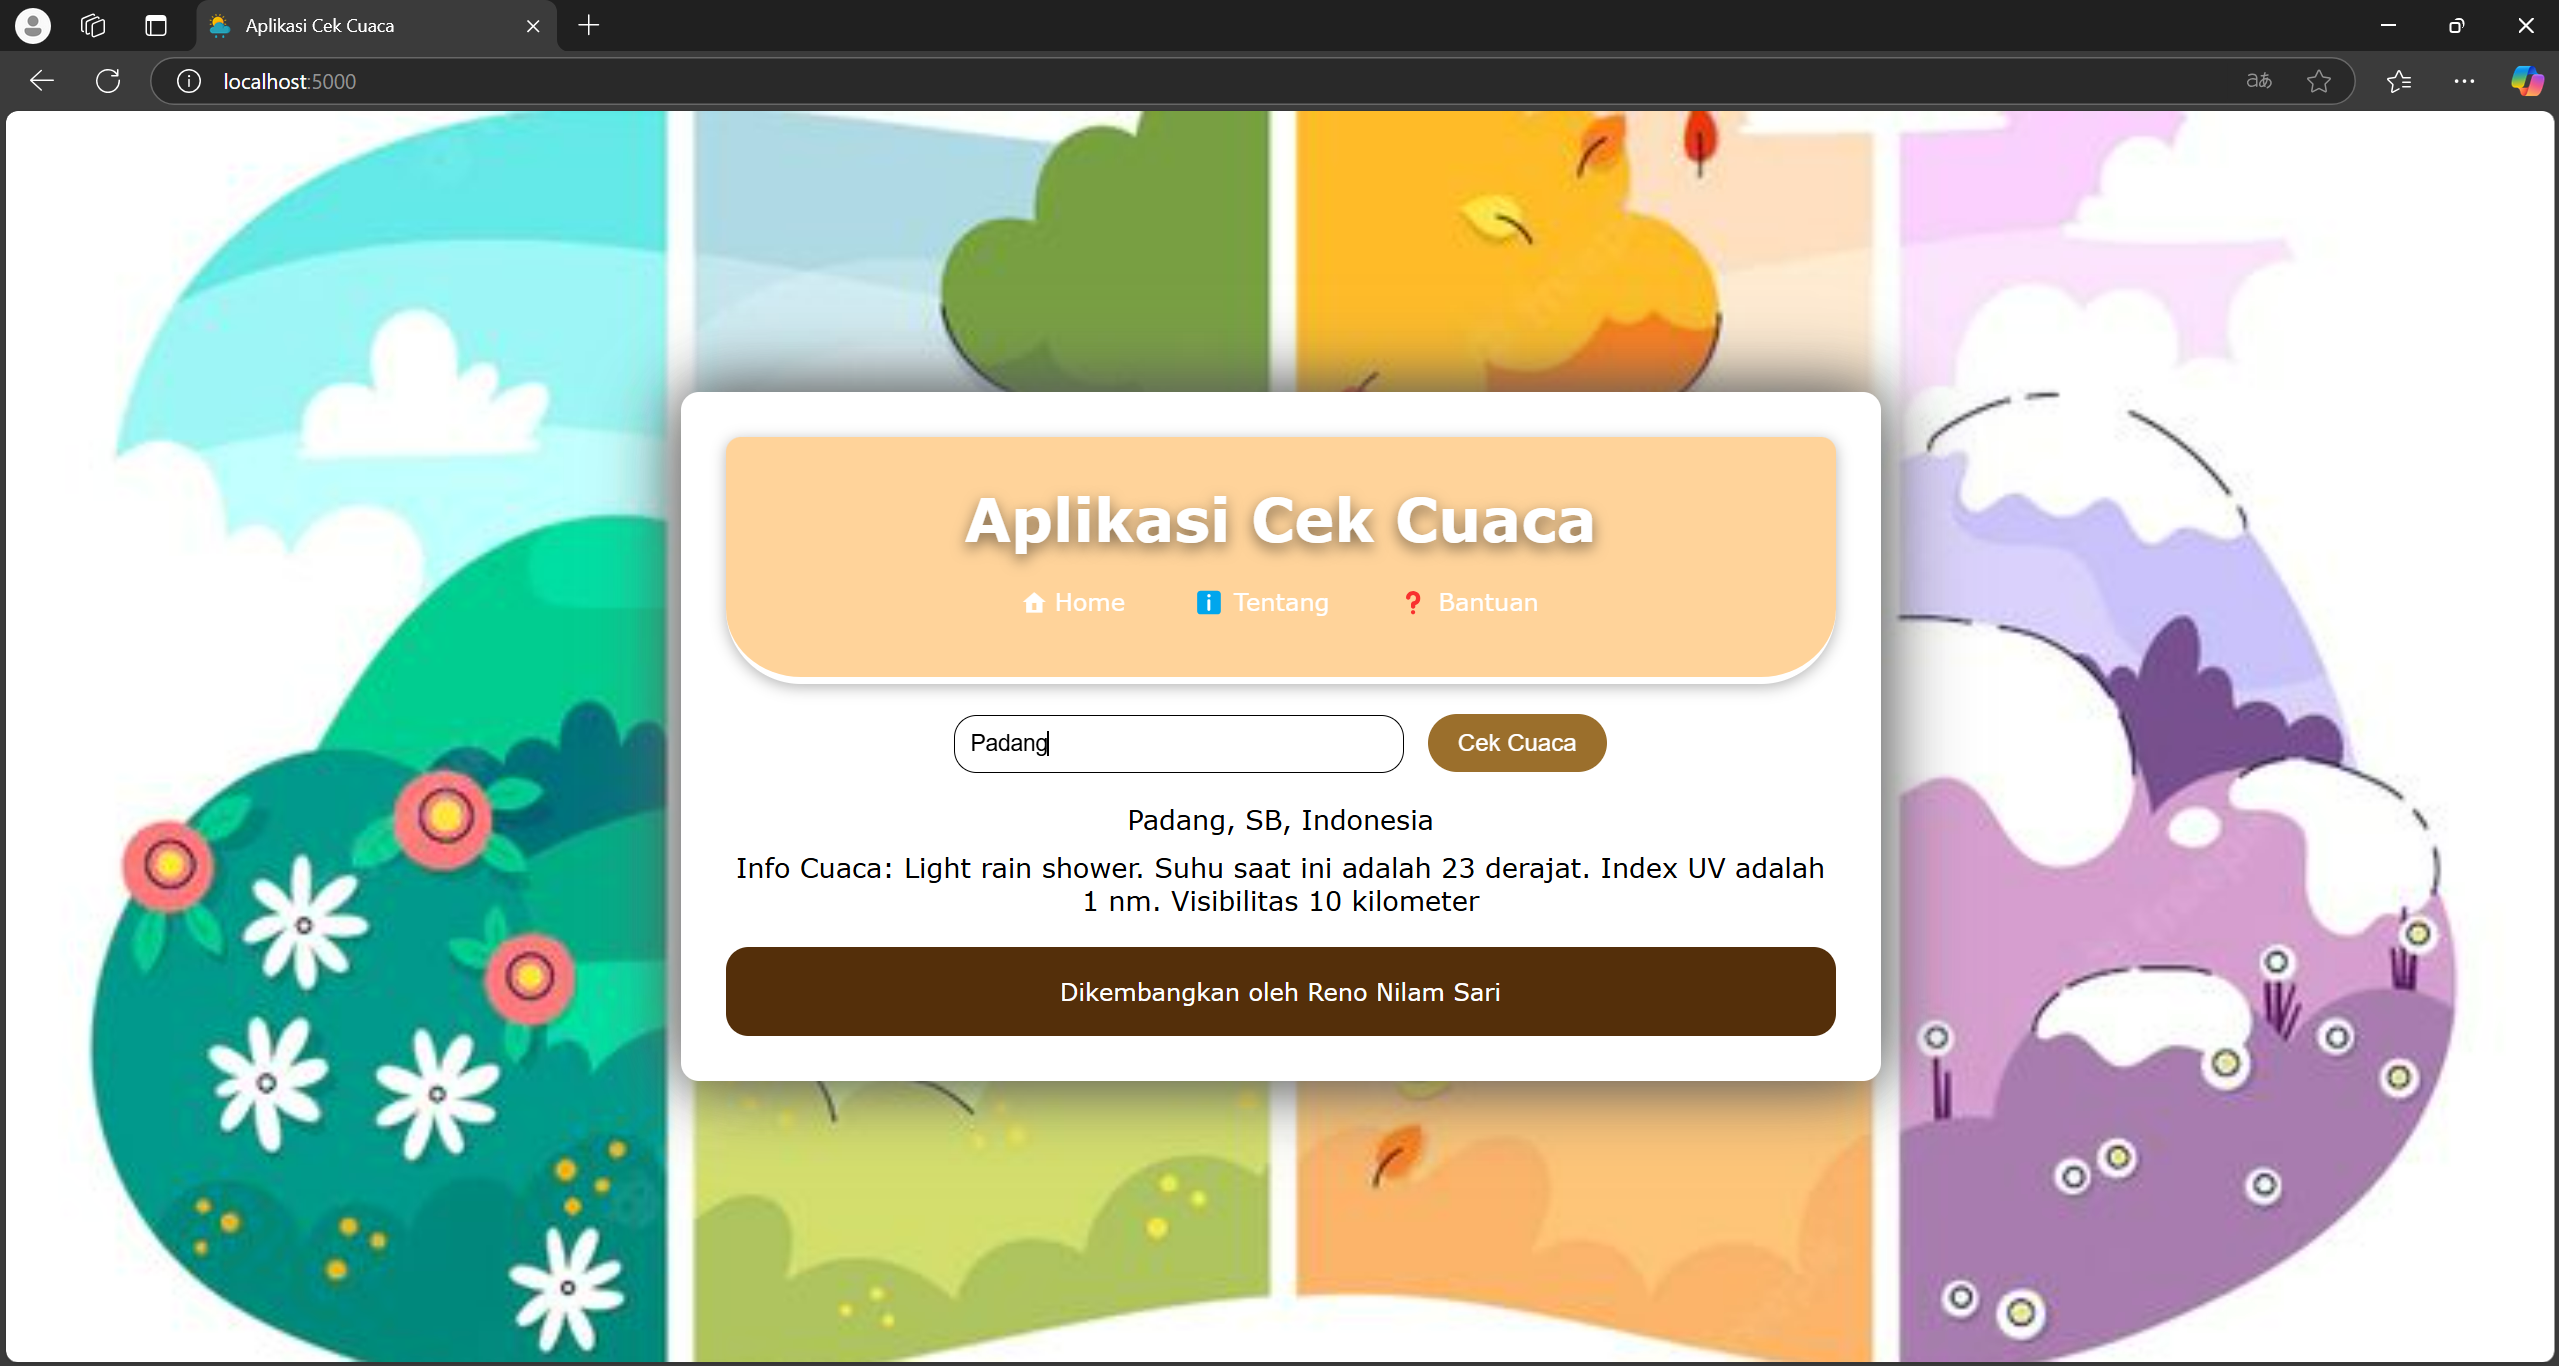 Aplikasi Cek Cuaca
localhost:5000
Aplikasi Cek Cuaca
Home Tentang Bantuan
Padang Cek Cuaca
Padang, SB, Indonesia
Info Cuaca: Light rain shower. Suhu saat ini adalah 23 derajat. Index UV adalah
1 nm. Visibilitas 10 kilometer
Dikembangkan oleh Reno Nilam Sari